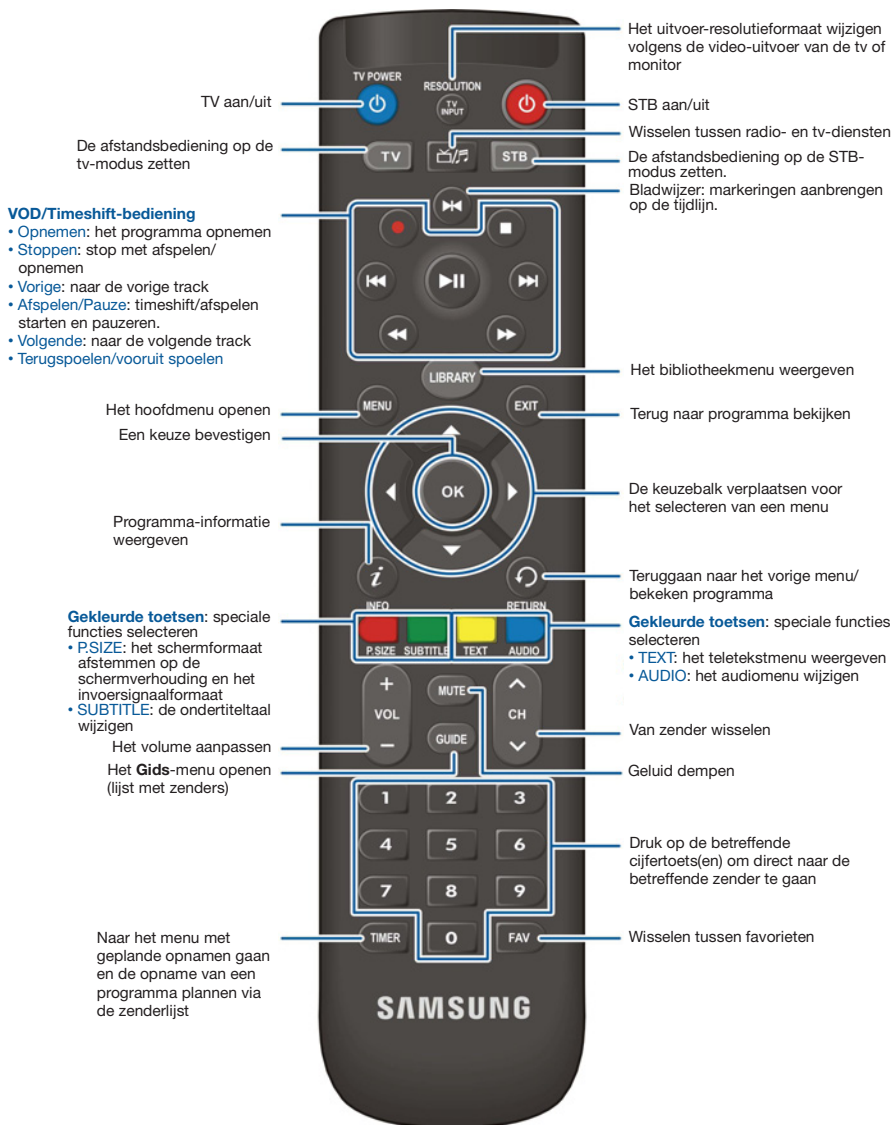 Het uitvoer-resolutieformaat wijzigen
volgens de video-uitvoer van de tv of
monitor
TV POWER
RESOLUTION
TV
INPUT
TV aan/uit
STB aan/uit
Wisselen tussen radio- en tv-diensten
De afstandsbediening op de
tv-modus zetten
TV
STB
De afstandsbediening op de STB-
modus zetten.
Bladwijzer: markeringen aanbrengen
op de tijdlijn.
VOD/Timeshift-bediening
• Opnemen: het programma opnemen
• Stoppen: stop met afspelen/
opnemen
• Vorige: naar de vorige track
• Afspelen/Pauze: timeshift/afspelen
starten en pauzeren.
• Volgende: naar de volgende track
• Terugspoelen/vooruit spoelen
LIBRARY
Het bibliotheekmenu weergeven
Het hoofdmenu openen
MENU
EXIT
Terug naar programma bekijken
Een keuze bevestigen
OK
De keuzebalk verplaatsen voor
het selecteren van een menu
Programma-informatie
weergeven
i
INFO
RETURN
Teruggaan naar het vorige menu/
bekeken programma
Gekleurde toetsen: speciale
functies selecteren
• P.SIZE: het schermformaat
afstemmen op de
schermverhouding en het
invoersignaalformaat
• SUBTITLE: de ondertiteltaal
wijzigen
P.SIZE SUBTITLE TEXT AUDIO
Gekleurde toetsen: speciale functies
selecteren
• TEXT: het teletekstmenu weergeven
• AUDIO: het audiomenu wijzigen
+
VOL
−
MUTE
CH
GUIDE
Van zender wisselen
Het volume aanpassen
Het Gids-menu openen
(lijst met zenders)
Geluid dempen
1 2 3
4 5 6
7 8 9
TIMER 0 FAV
Druk op de betreffende
cijfertoets(en) om direct naar de
betreffende zender te gaan
Naar het menu met
geplande opnamen gaan
en de opname van een
programma plannen via
de zenderlijst
Wisselen tussen favorieten
SAMSUNG